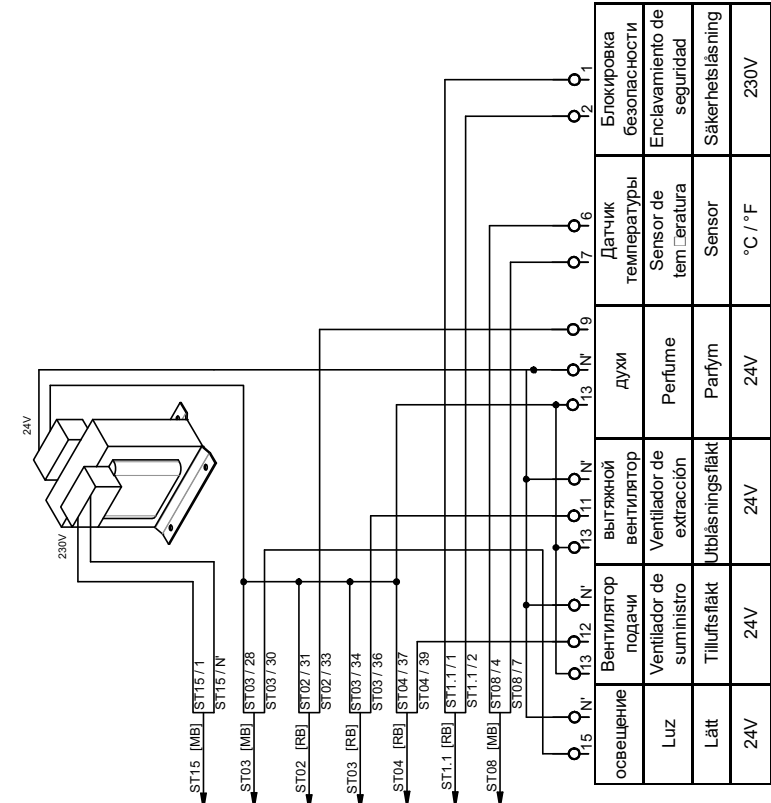 1
2
6
7
9
N'
13
N'
11
13
N'
12
13
N'
15
Блокировка
безопасности
Enclavamiento de
seguridad
Säkerhetslåsning
230V
Датчик
температуры
Sensor de
tem□eratura
Sensor
°C / °F
духи
Perfume
Parfym
24V
вытяжной
вентилятор
Ventilador de
extracción
Utblåsningsfläkt
24V
Вентилятор
подачи
Ventilador de
suministro
Tilluftsfläkt
24V
освещение
Luz
Lätt
24V
24V
230V
ST15 / 1
ST15 / N'
ST03 / 28
ST03 / 30
ST02 / 31
ST02 / 33
ST03 / 34
ST03 / 36
ST04 / 37
ST04 / 39
ST1.1 / 1
ST1.1 / 2
ST08 / 4
ST08 / 7
ST15 [MB]
ST03 [MB]
ST02 [RB]
ST03 [RB]
ST04 [RB]
ST1.1 [RB]
ST08 [MB]